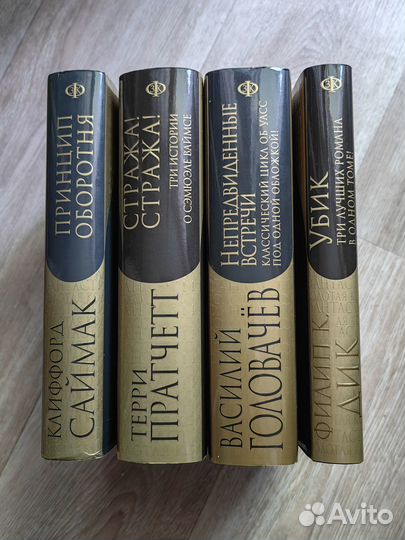 КЛИФФОРД
САЙМАК
ПРИНЦИП
ОБОРОТНЯ
ТЕРРИ
ПРАТЧЕТТ
СТРАЖА!
СТРАЖА!
ТРИ ИСТОРИИ
О СЭМЮЭЛЕ ВАЙМСЕ
ВАСИЛИЙ
ГОЛОВАЧЁВ
НЕПРЕДВИДЕННЫЕ
ВСТРЕЧИ
КЛАССИЧЕСКИЙ ЦИКЛ ОБ УАСС
ПОД ОДНОЙ ОБЛОЖКОЙ!
ФИЛИП К.
ДИК
УБИК
ТРИ ЛУЧШИХ РОМАНА
В ОДНОМ ТОМЕ!
Avito